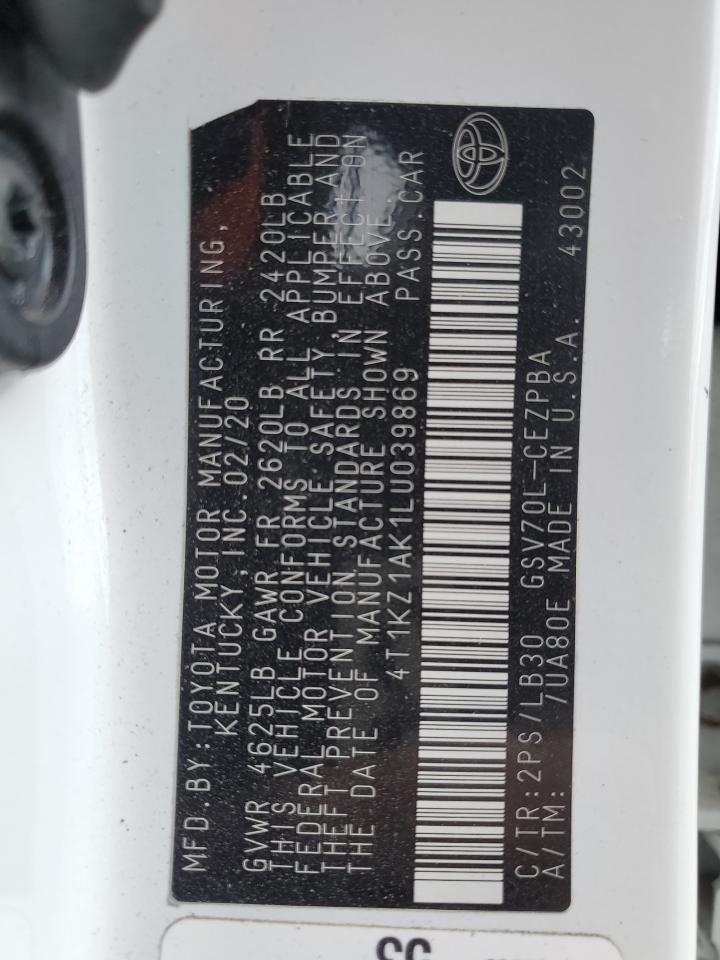 MFD.BY:TOYOTA MOTOR MANUFACTURING,
KENTUCKY,INC.02/20
GVWR 4625LB GAWR FR 2620LB RR 2420LB
THIS VEHICLE CONFORMS TO ALL APPLICABLE
FEDERAL MOTOR VEHICLE SAFETY, BUMPER AND
THEFT PREVENTION STANDARDS IN EFFECT ON
THE DATE OF MANUFACTURE SHOWN ABOVE.
4T1KZ1AK1LU039869 PASS.CAR
C/TR:2PS/LB30 GSV70L-CEZPBA
A/TM: /UA80E MADE IN U.S.A. 43002